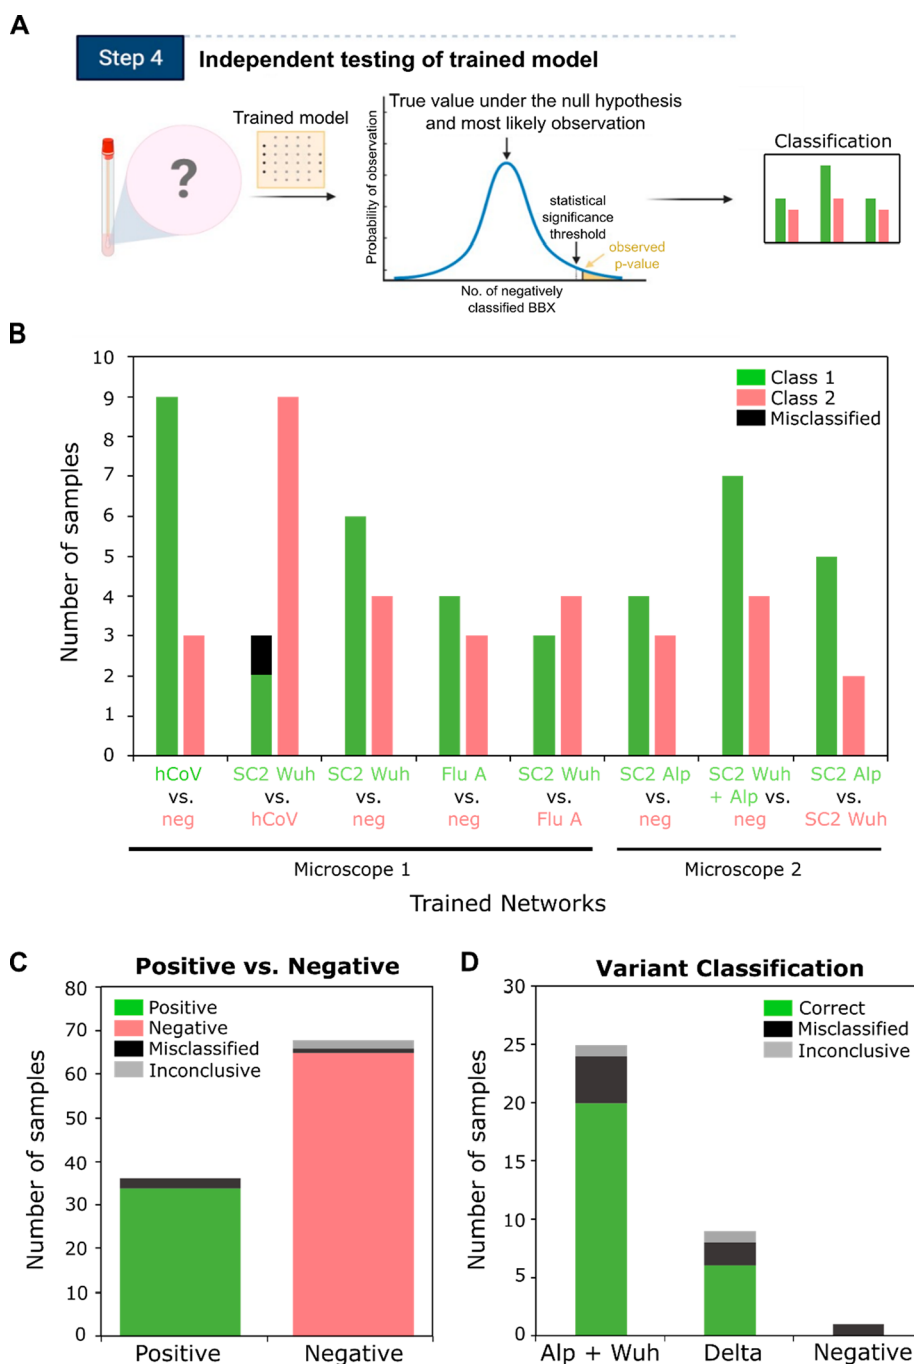 A
Step 4
Independent testing of trained model
Trained model
?
True value under the null hypothesis
and most likely observation
Probability of observation
statistical
significance
threshold
observed
p-value
No. of negatively
classified BBX
Classification
B
Number of samples
10
9
8
7
6
5
4
3
2
1
0
Class 1
Class 2
Misclassified
hCoV
vs.
neg
SC2 Wuh
vs.
hCoV
SC2 Wuh
vs.
neg
Flu A
vs.
neg
SC2 Wuh
vs.
Flu A
SC2 Alp
vs.
neg
SC2 Wuh
+ Alp vs.
neg
SC2 Alp
vs.
SC2 Wuh
Microscope 1
Microscope 2
Trained Networks
C
Positive vs. Negative
Number of samples
80
70
60
50
40
30
20
10
0
Positive
Negative
Misclassified
Inconclusive
Positive
Negative
D
Variant Classification
Number of samples
30
25
20
15
10
5
0
Correct
Misclassified
Inconclusive
Alp + Wuh
Delta
Negative